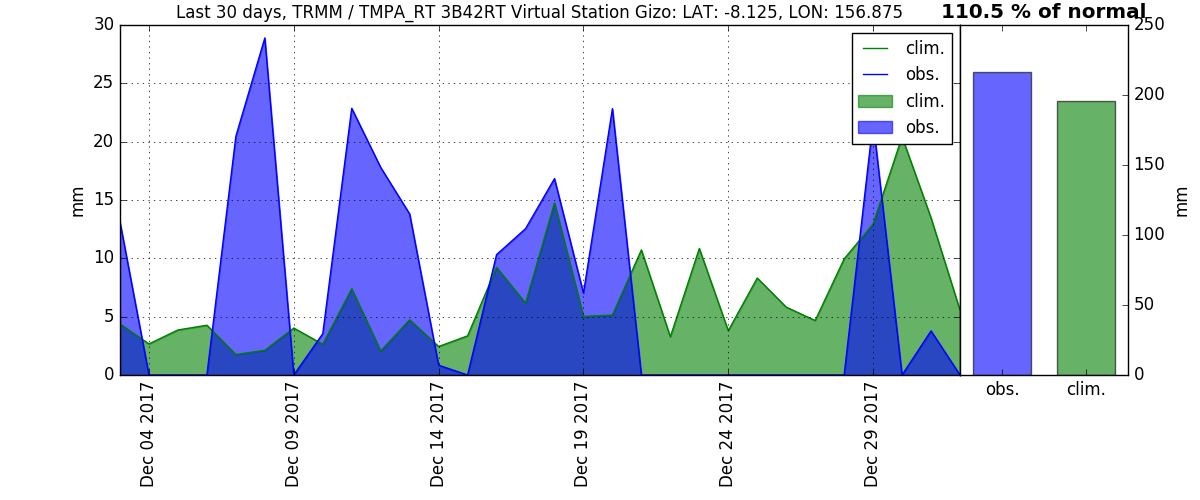 Last 30 days, TRMM / TMPA_RT 3B42RT Virtual Station Gizo: LAT: -8.125, LON: 156.875
110.5 % of normal
30
25
20
15
10
5
0
mm
clim.
obs.
clim.
obs.
Dec 04 2017
Dec 09 2017
Dec 14 2017
Dec 19 2017
Dec 24 2017
Dec 29 2017
250
200
150
100
50
0
mm
obs.
clim.